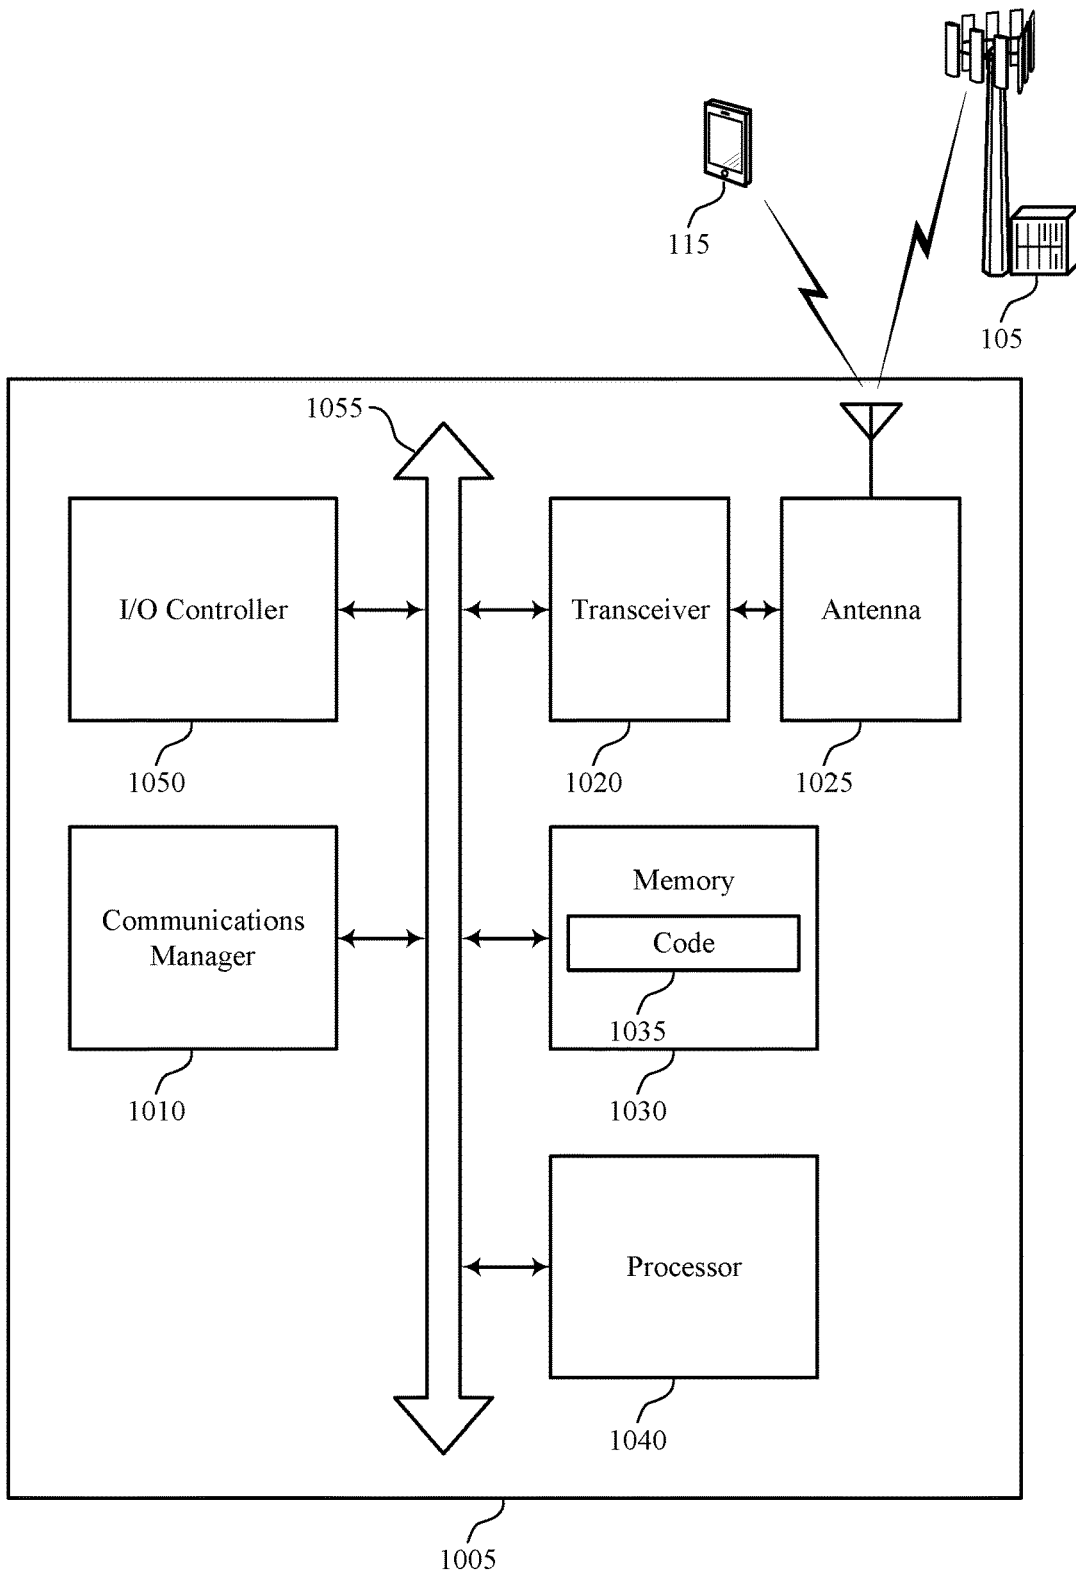 115
105
1055
I/O Controller
Transceiver
Antenna
1050
1020
1025
Communications
Manager
Memory
Code
1035
1010
1030
Processor
1040
1005